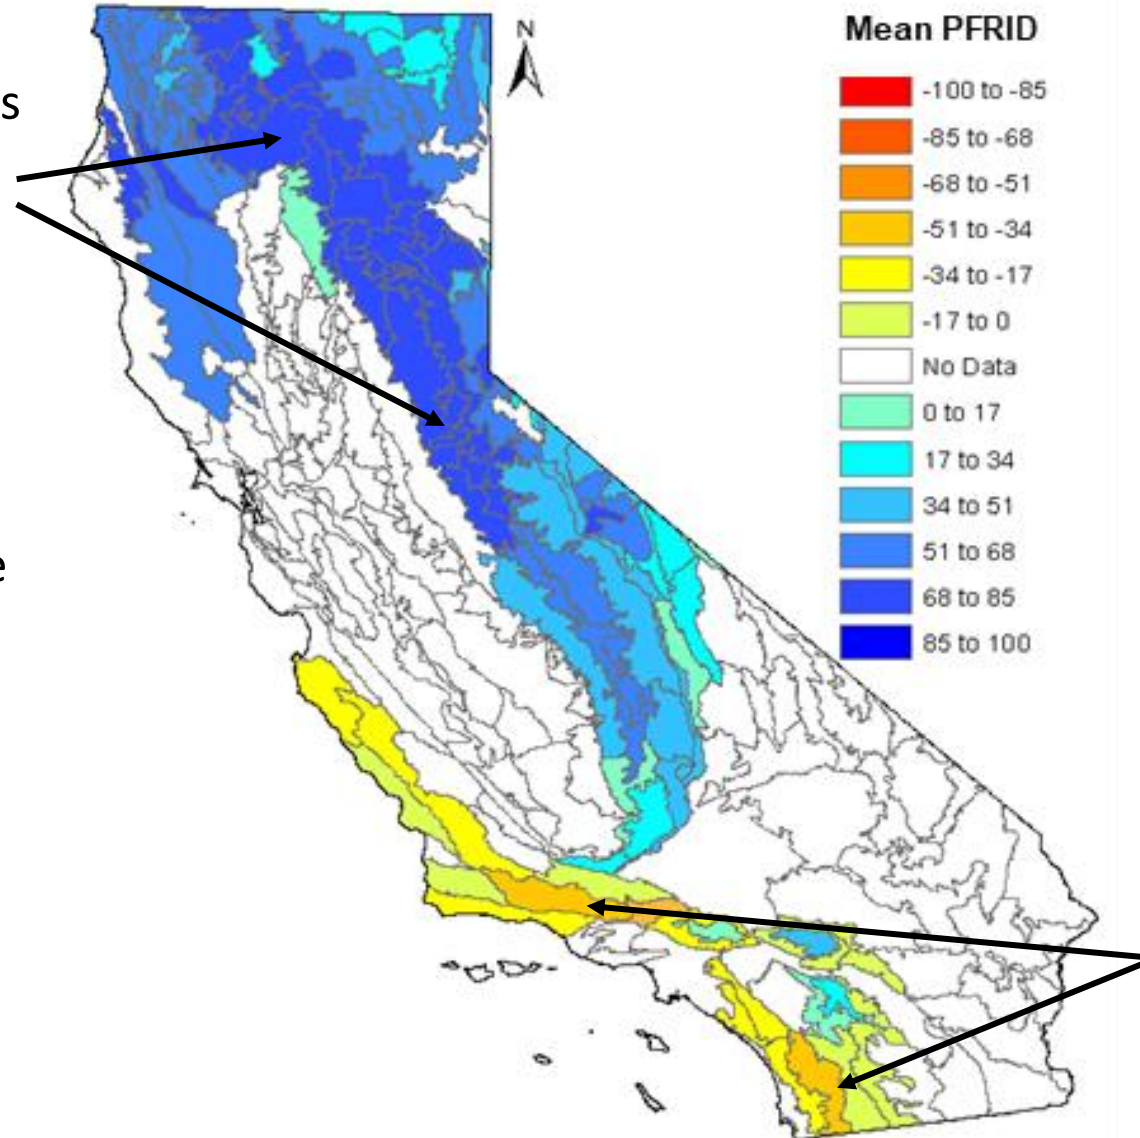 s
e
N
Mean PFRID
-100 to -85
-85 to -68
-68 to -51
-51 to -34
-34 to -17
-17 to 0
No Data
0 to 17
17 to 34
34 to 51
51 to 68
68 to 85
85 to 100